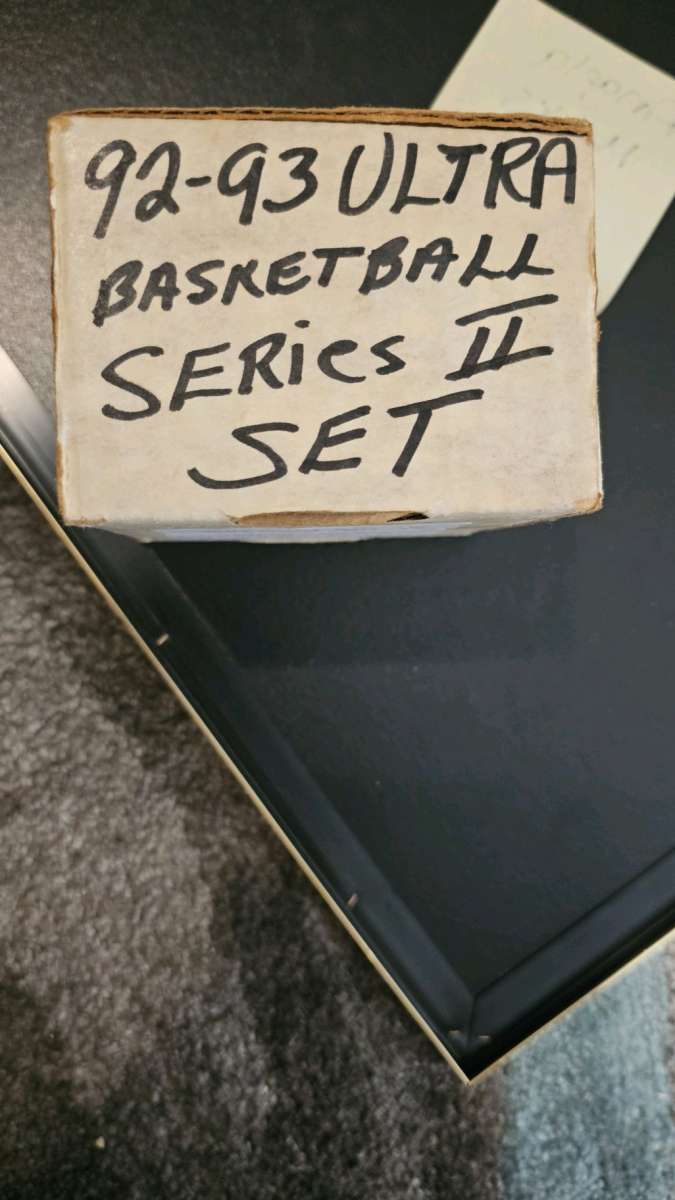 92-93 ULTRA
BASKETBALL
SERies II
SET